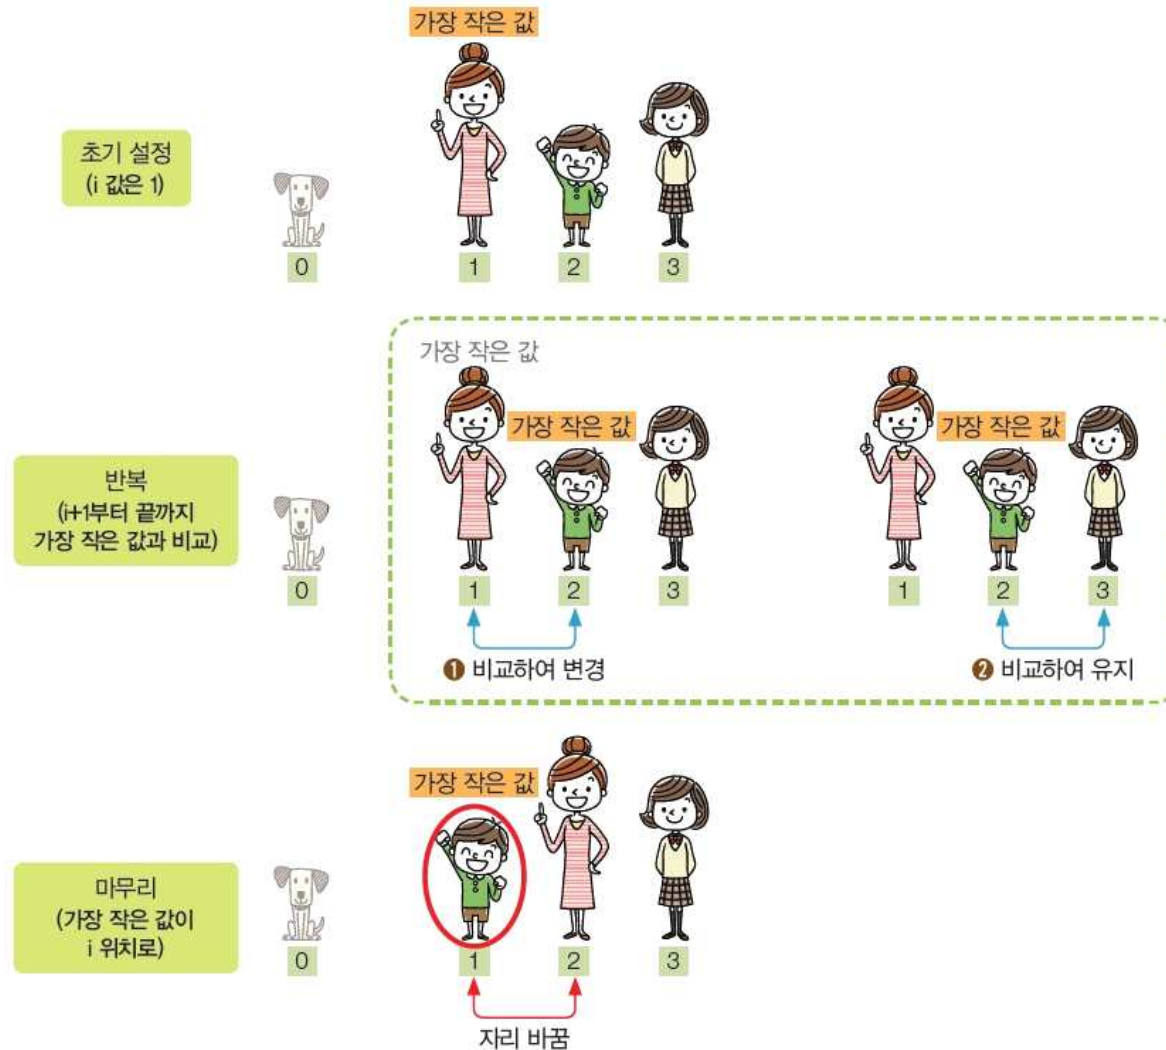 가장 작은 값
초기 설정
(i 값은 1)
0
1
2
3
가장 작은 값
가장 작은 값
가장 작은 값
반복
(i+1부터 끝까지
가장 작은 값과 비교)
0
1
2
3
1
2
3
❶ 비교하여 변경
❷ 비교하여 유지
가장 작은 값
마무리
(가장 작은 값이
i 위치로)
0
1
2
3
자리 바꿈